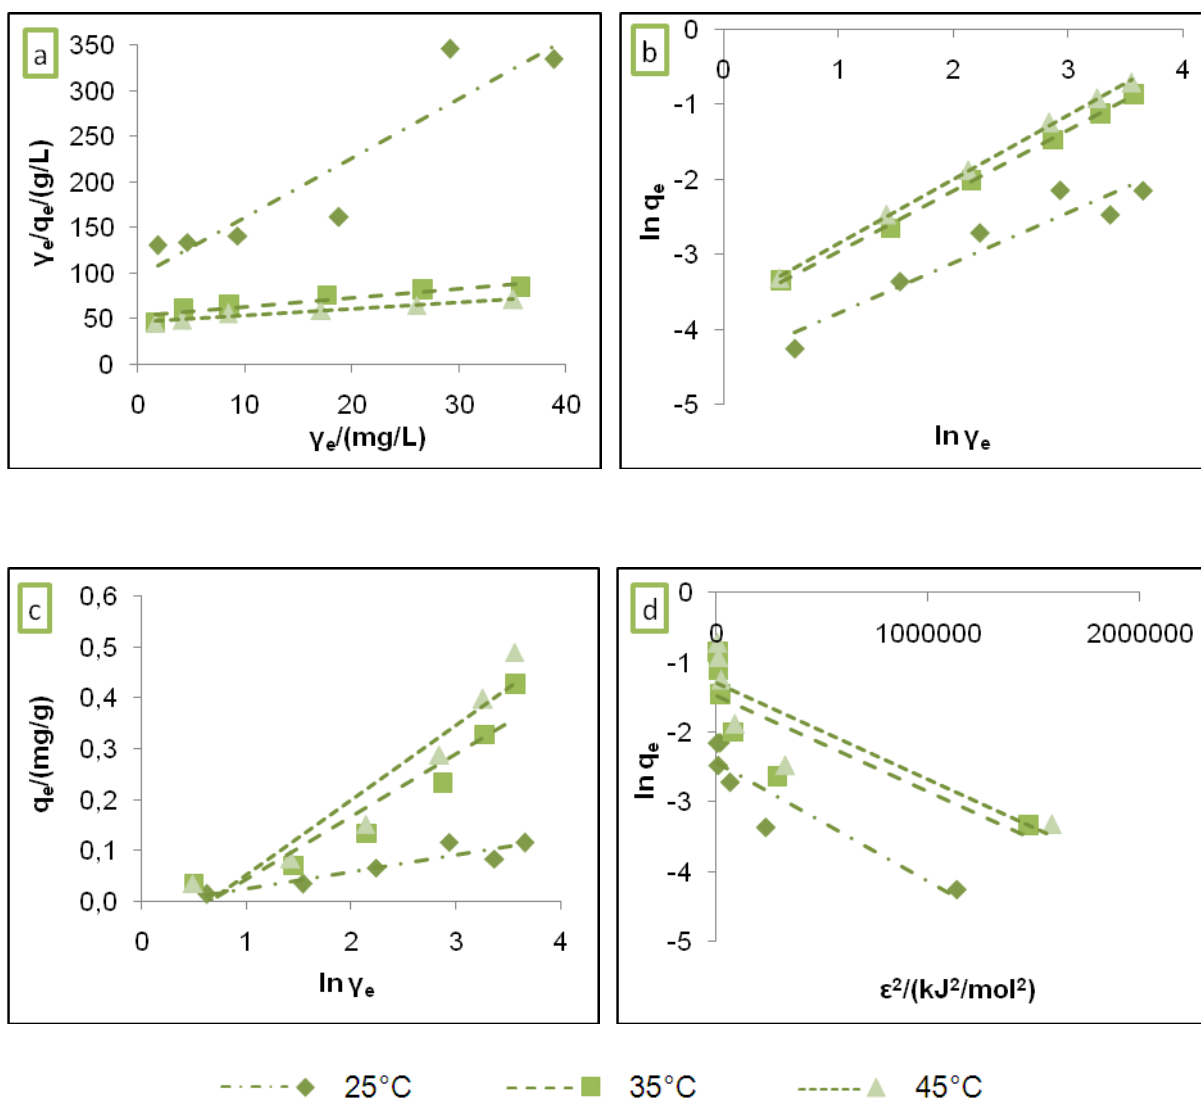 a
350
300
250
200
150
100
50
0
0 10 20 30 40
γe/qe/(g/L)
γe/(mg/L)
b
0
-1
-2
-3
-4
-5
0 1 2 3 4
ln qe
ln γe
c
0,6
0,5
0,4
0,3
0,2
0,1
0,0
0 1 2 3 4
qe/(mg/g)
ln γe
d
0
-1
-2
-3
-4
-5
0 1000000 2000000
ln qe
ε²/(kJ²/mol²)
25°C 35°C 45°C